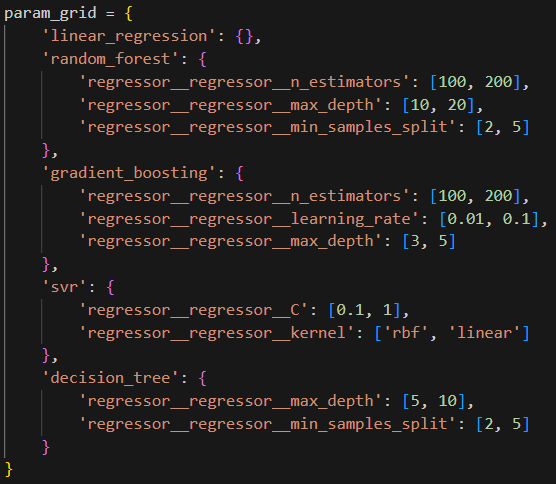 param_grid = {
    'linear_regression': {},
    'random_forest': {
        'regressor__regressor__n_estimators': [100, 200],
        'regressor__regressor__max_depth': [10, 20],
        'regressor__regressor__min_samples_split': [2, 5]
    },
    'gradient_boosting': {
        'regressor__regressor__n_estimators': [100, 200],
        'regressor__regressor__learning_rate': [0.01, 0.1],
        'regressor__regressor__max_depth': [3, 5]
    },
    'svr': {
        'regressor__regressor__C': [0.1, 1],
        'regressor__regressor__kernel': ['rbf', 'linear']
    },
    'decision_tree': {
        'regressor__regressor__max_depth': [5, 10],
        'regressor__regressor__min_samples_split': [2, 5]
    }
}